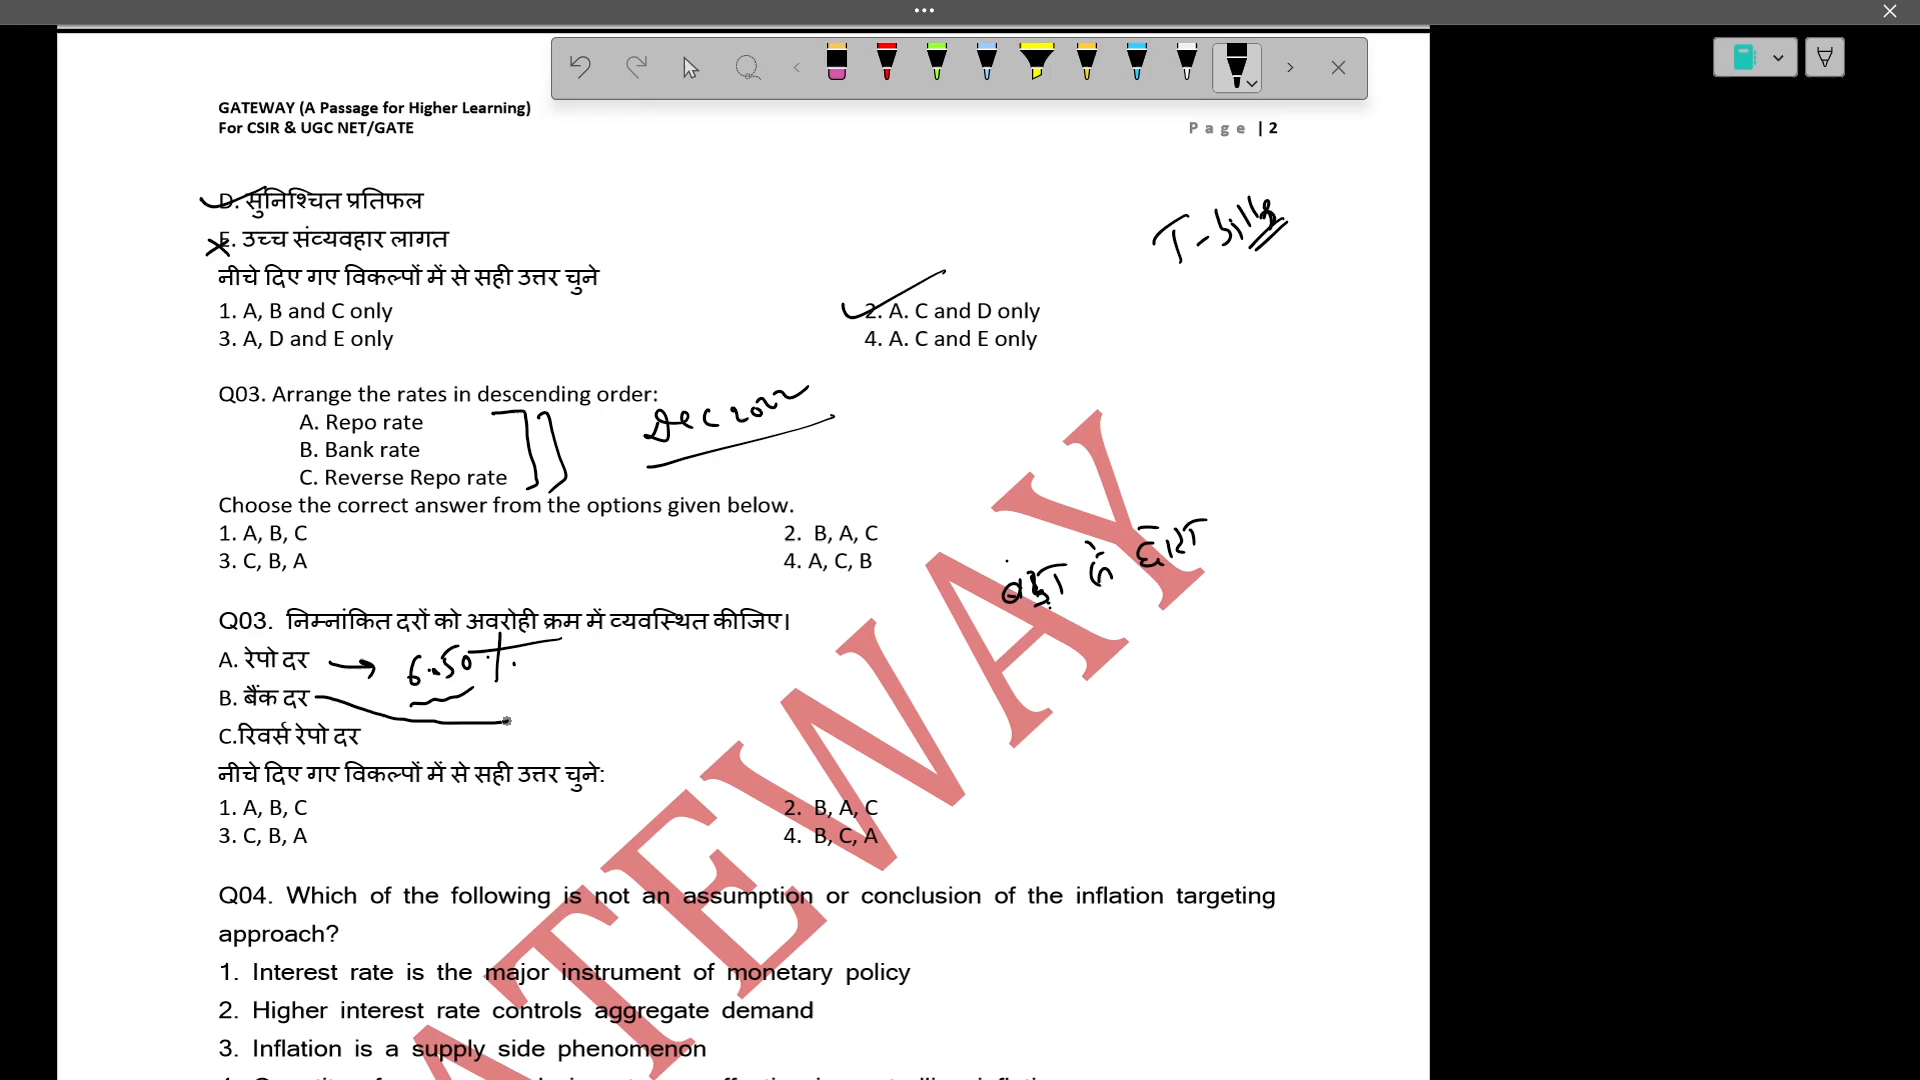 GATEWAY (A Passage for Higher Learning)
For CSIR & UGC NET/GATE
Page | 2
D. सुनिश्चित प्रतिफल
E. उच्च संव्यवहार लागत
T-bills
नीचे दिए गए विकल्पों में से सही उत्तर चुने
1. A, B and C only
2. A. C and D only
3. A, D and E only
4. A. C and E only
Q03. Arrange the rates in descending order:
A. Repo rate
Dec 2022
B. Bank rate
C. Reverse Repo rate
Choose the correct answer from the options given below.
1. A, B, C
2. B, A, C
3. C, B, A
4. A, C, B
Q03. निम्नांकित दरों को अवरोही क्रम में व्यवस्थित कीजिए।
A. रेपो दर
6.50%.
B. बैंक दर
C.रिवर्स रेपो दर
नीचे दिए गए विकल्पों में से सही उत्तर चुने:
1. A, B, C
2. B, A, C
3. C, B, A
4. B, C, A
Q04. Which of the following is not an assumption or conclusion of the inflation targeting
approach?
1. Interest rate is the major instrument of monetary policy
2. Higher interest rate controls aggregate demand
3. Inflation is a supply side phenomenon